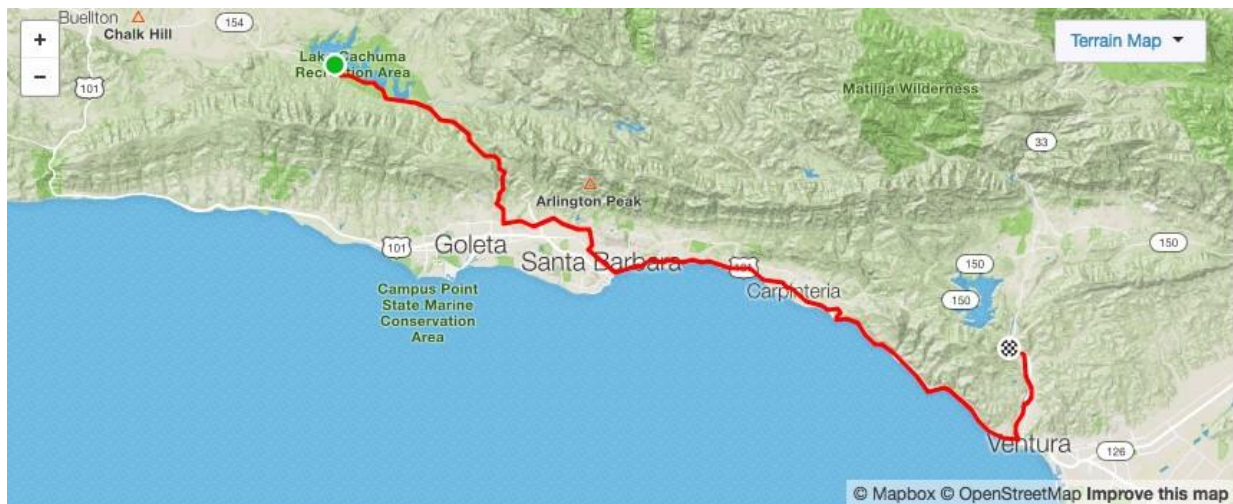 Buellton
Chalk Hill
154
+
−
101
Lake Cachuma
Recreation Area
Terrain Map
Matilija Wilderness
33
Arlington Peak
101
Goleta
Santa Barbara
101
150
150
150
Campus Point
State Marine
Conservation
Area
Carpinteria
Ventura
126
© Mapbox © OpenStreetMap Improve this map